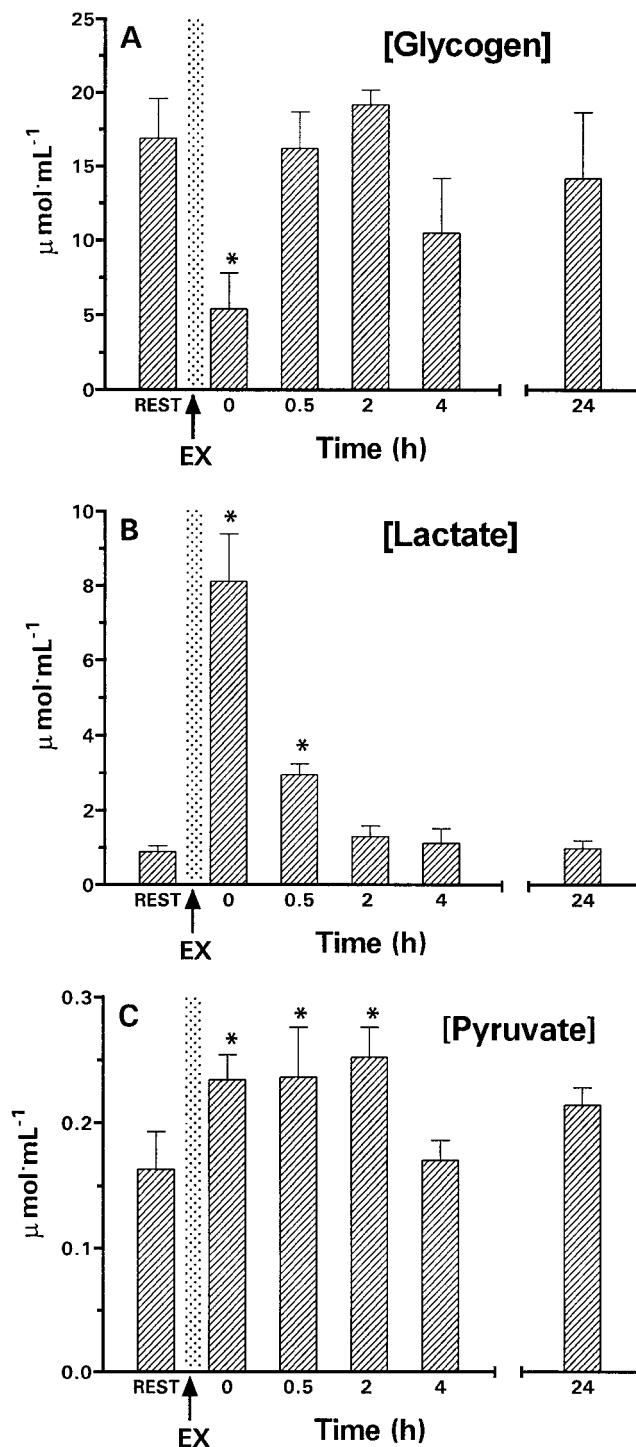 A
[Glycogen]
25
20
15
10
5
0
μmol·mL⁻¹
*
REST 0 0.5 2 4 24
EX
Time (h)
B
[Lactate]
10
8
6
4
2
0
μmol·mL⁻¹
*
*
REST 0 0.5 2 4 24
EX
Time (h)
C
[Pyruvate]
0.3
0.2
0.1
0.0
μmol·mL⁻¹
* * *
REST 0 0.5 2 4 24
EX
Time (h)